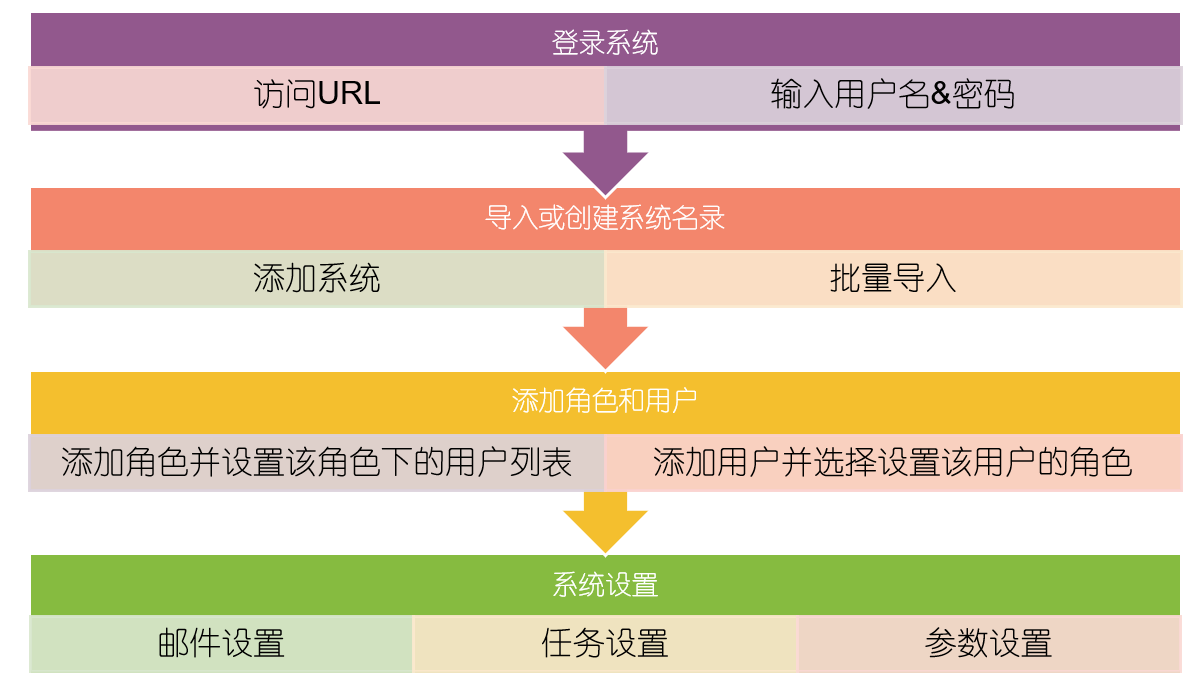 登录系统
访问URL
输入用户名&密码
导入或创建系统名录
添加系统
批量导入
添加角色和用户
添加角色并设置该角色下的用户列表
添加用户并选择设置该用户的角色
系统设置
邮件设置
任务设置
参数设置